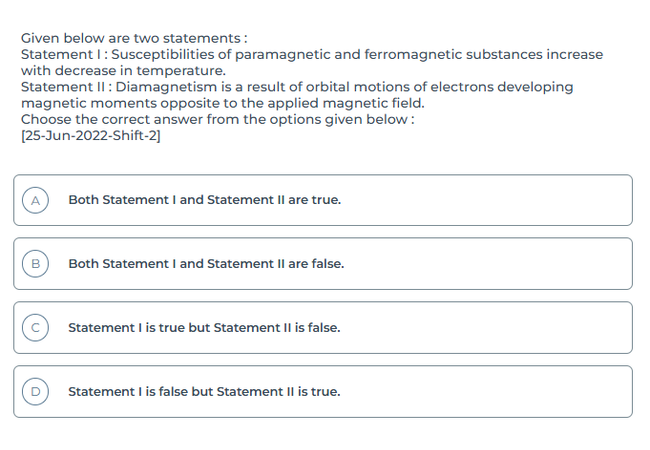 Given below are two statements :
Statement I : Susceptibilities of paramagnetic and ferromagnetic substances increase
with decrease in temperature.
Statement II : Diamagnetism is a result of orbital motions of electrons developing
magnetic moments opposite to the applied magnetic field.
Choose the correct answer from the options given below :
[25-Jun-2022-Shift-2]
A Both Statement I and Statement II are true.
B Both Statement I and Statement II are false.
C Statement I is true but Statement II is false.
D Statement I is false but Statement II is true.